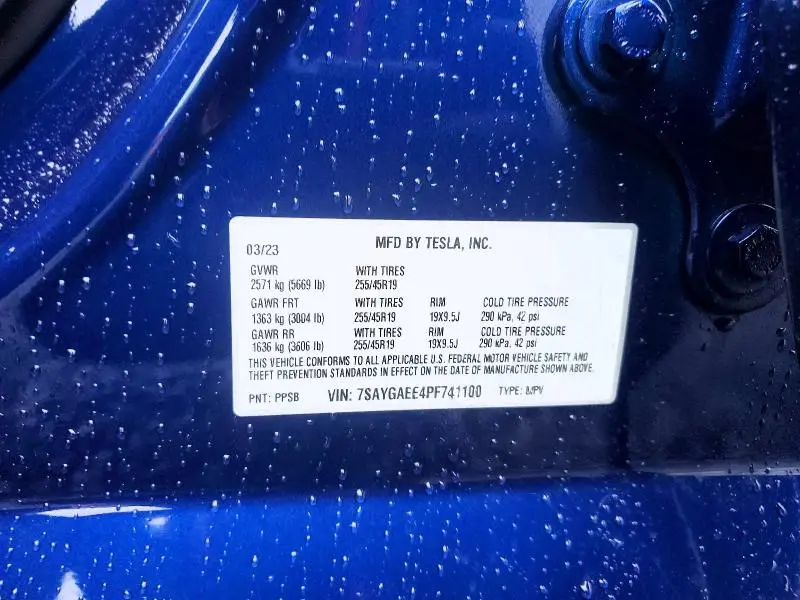 MFD BY TESLA, INC.
03/23
GVWR WITH TIRES
2571 kg (5669 lb) 255/45R19
GAWR FRT WITH TIRES RIM COLD TIRE PRESSURE
1363 kg (3004 lb) 255/45R19 19X9.5J 290 kPa, 42 psi
GAWR RR WITH TIRES RIM COLD TIRE PRESSURE
1636 kg (3606 lb) 255/45R19 19X9.5J 290 kPa, 42 psi
THIS VEHICLE CONFORMS TO ALL APPLICABLE U.S. FEDERAL MOTOR VEHICLE SAFETY AND
THEFT PREVENTION STANDARDS IN EFFECT ON THE DATE OF MANUFACTURE SHOWN ABOVE.
PNT: PPSB VIN: 7SAYGAEE4PF741100 TYPE: MPV